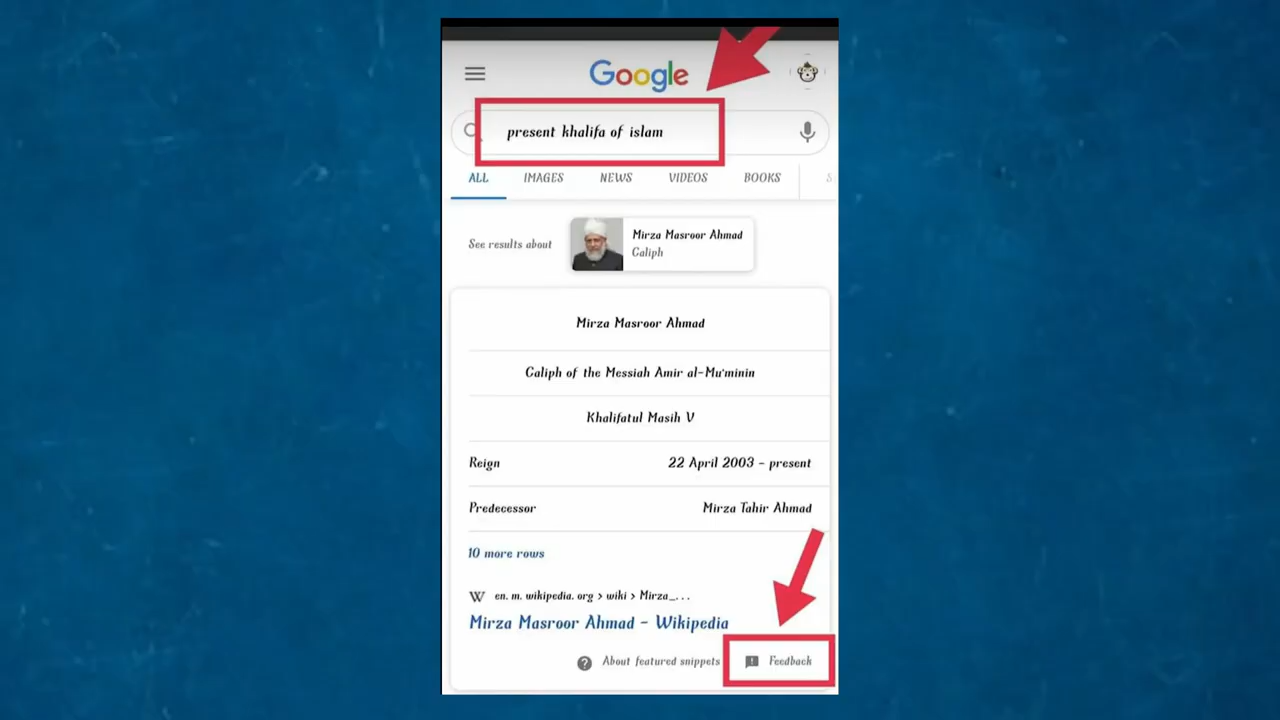 Google
present khalifa of islam
ALL IMAGES NEWS VIDEOS BOOKS
See results about
Mirza Masroor Ahmad
Galiph
Mirza Masroor Ahmad
Galiph of the Messiah Amir al-Mu'minin
Khalifatul Masih V
Reign 22 April 2003 - present
Predecessor Mirza Tahir Ahmad
10 more rows
W en. m. wikipedia. org > wiki > Mirza_. . .
Mirza Masroor Ahmad - Wikipedia
? About featured snippets ! Feedback